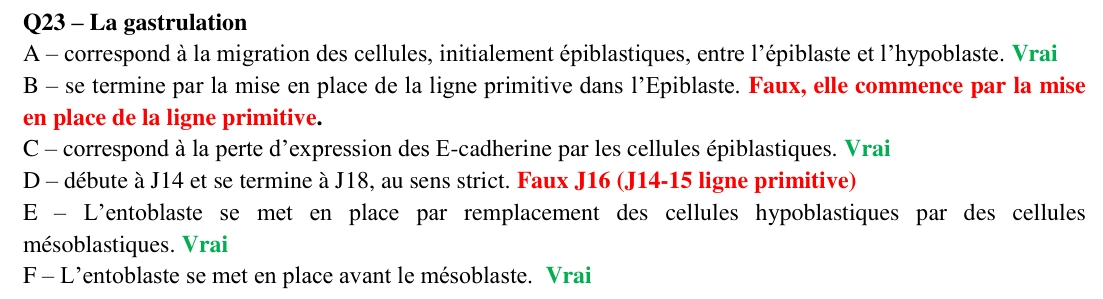 Q23 – La gastrulation
A – correspond à la migration des cellules, initialement épiblastiques, entre l’épiblaste et l’hypoblaste. Vrai
B – se termine par la mise en place de la ligne primitive dans l’Epiblaste. Faux, elle commence par la mise
en place de la ligne primitive.
C – correspond à la perte d’expression des E-cadherine par les cellules épiblastiques. Vrai
D – débute à J14 et se termine à J18, au sens strict. Faux J16 (J14-15 ligne primitive)
E – L’entoblaste se met en place par remplacement des cellules hypoblastiques par des cellules
mésoblastiques. Vrai
F – L’entoblaste se met en place avant le mésoblaste. Vrai